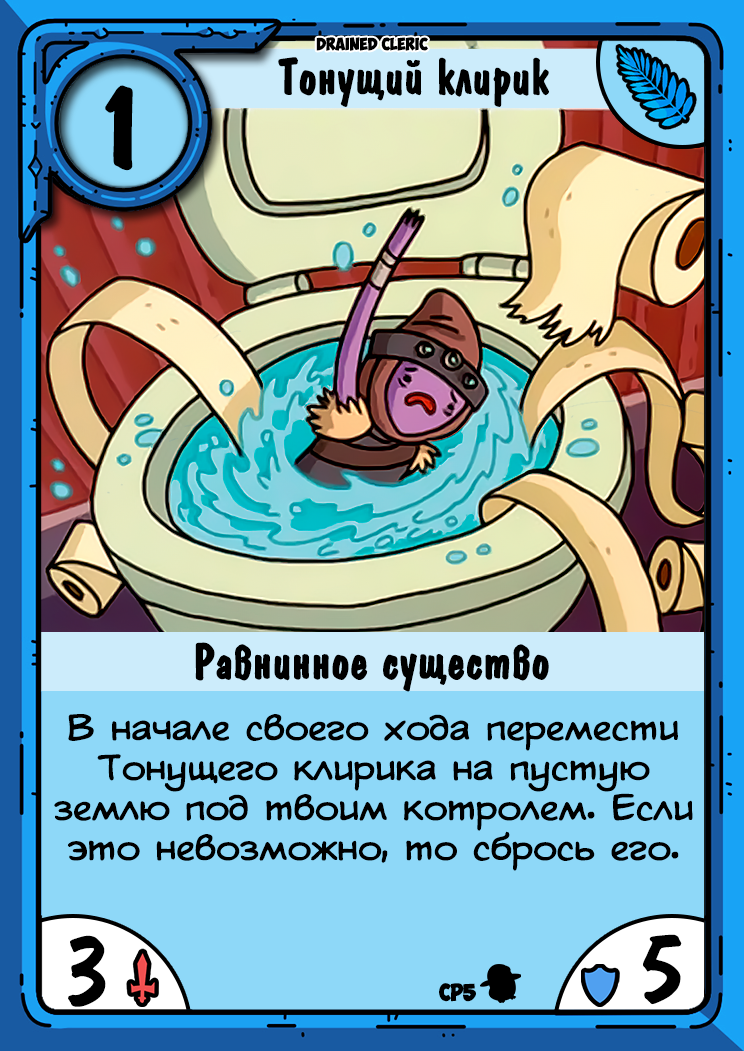 DRAINED CLERIC
Тонущий клирик
1
Равнинное существо
В начале своего хода перемести
Тонущего клирика на пустую
землю под твоим котролем. Если
это невозможно, то сбрось его.
3
CP5
5